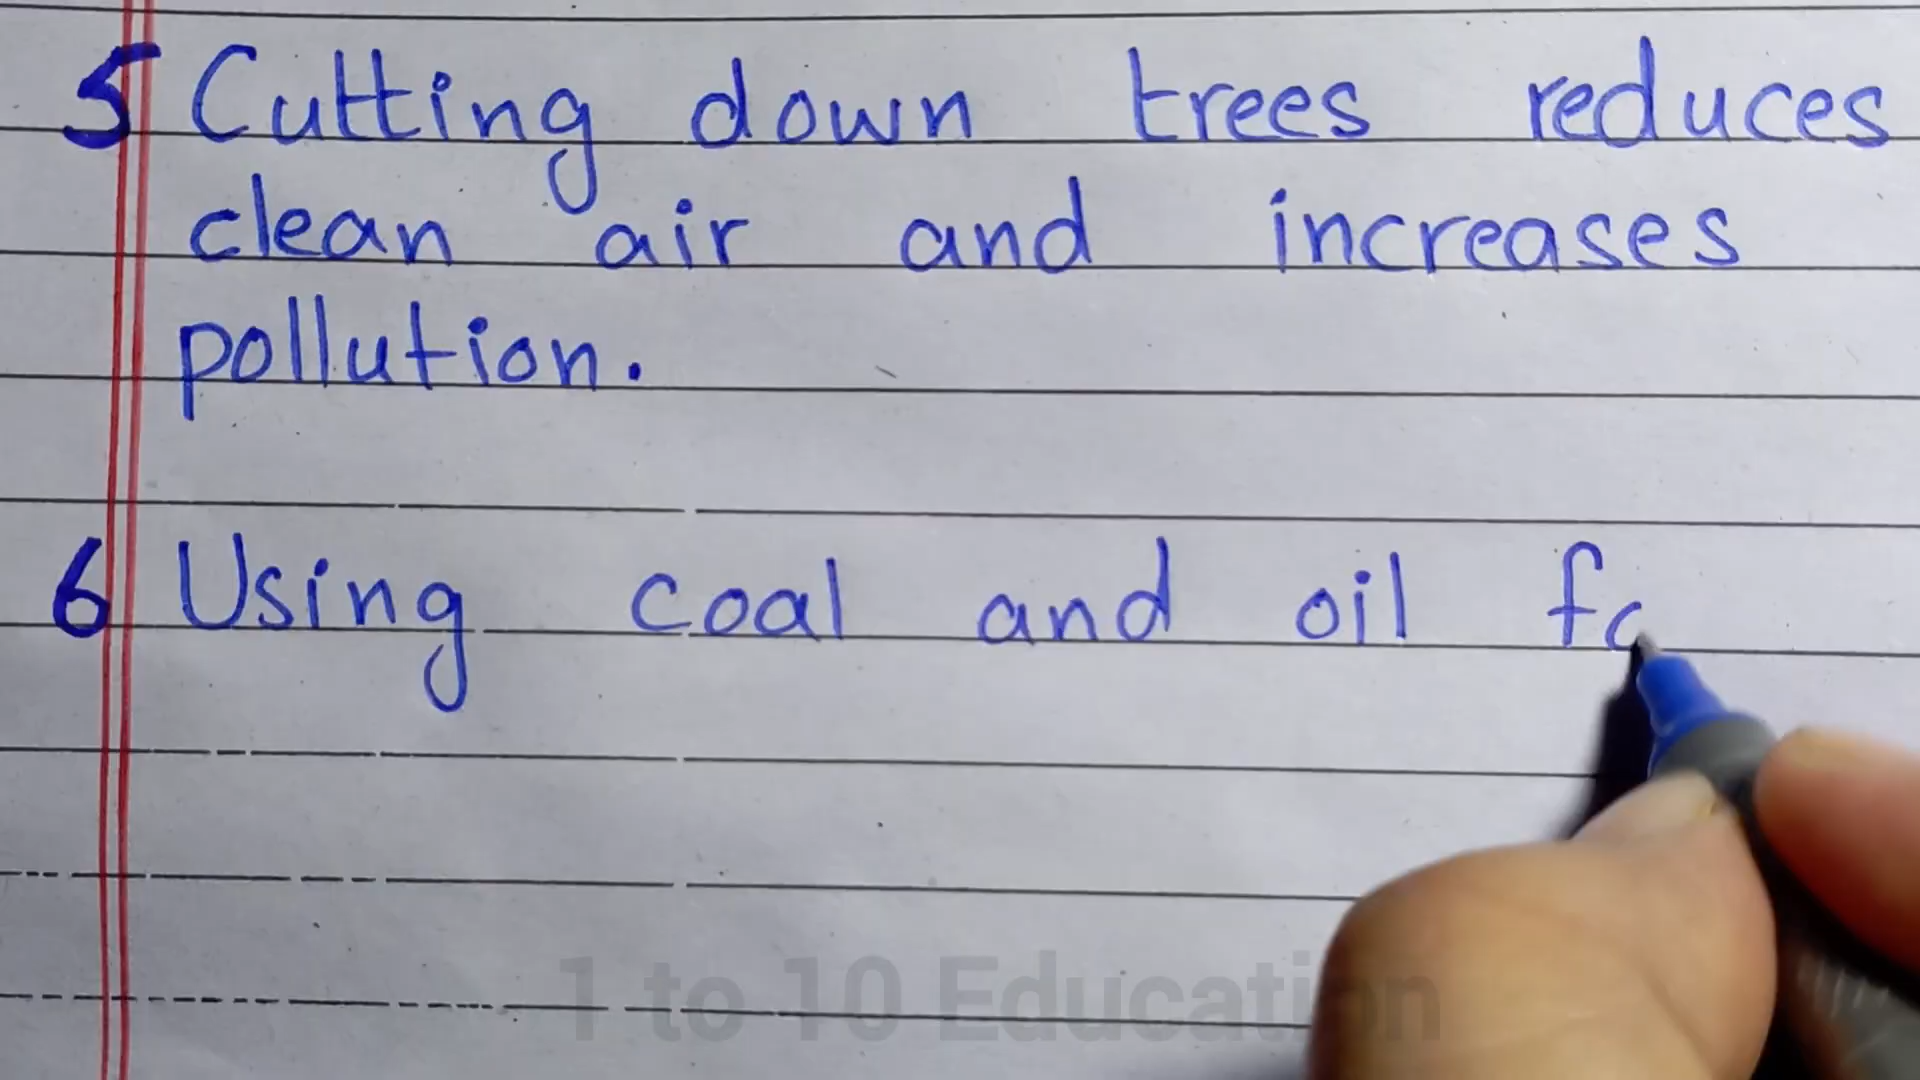 5 Cutting down trees reduces
clean air and increases
pollution.
6 Using coal and oil
1 to 10 Education